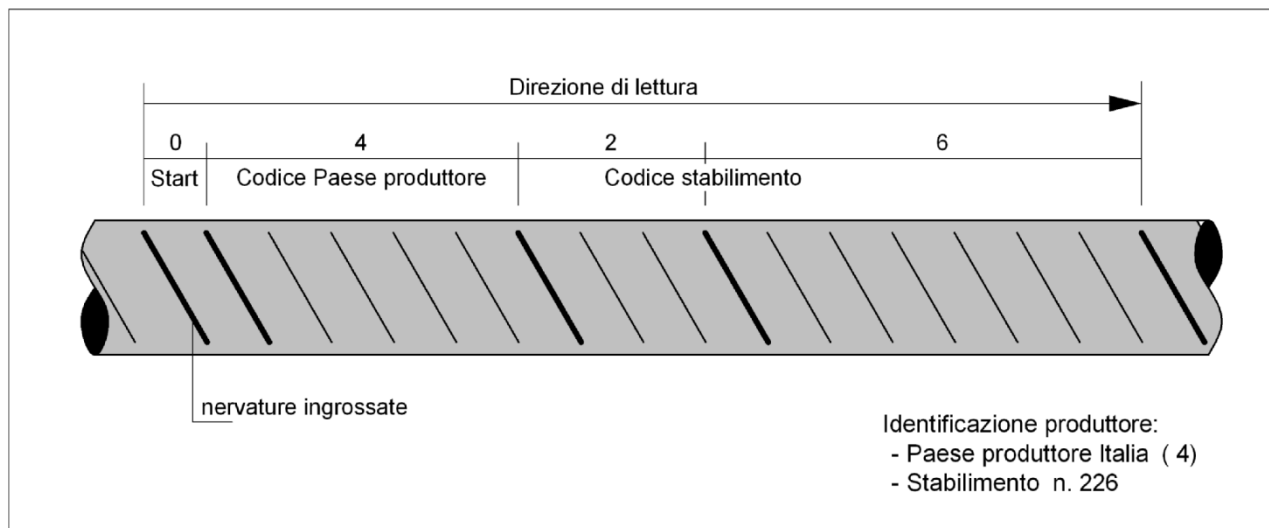 Direzione di lettura
0 4 2 6
Start Codice Paese produttore Codice stabilimento
nervature ingrossate
Identificazione produttore:
- Paese produttore Italia ( 4)
- Stabilimento n. 226